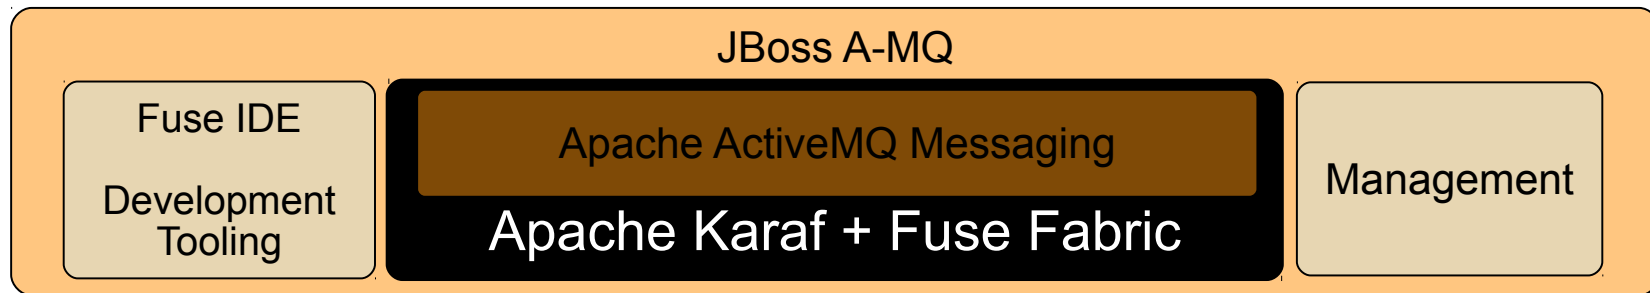 JBoss A-MQ
Fuse IDE
Development
Tooling
Apache ActiveMQ Messaging
Apache Karaf + Fuse Fabric
Management